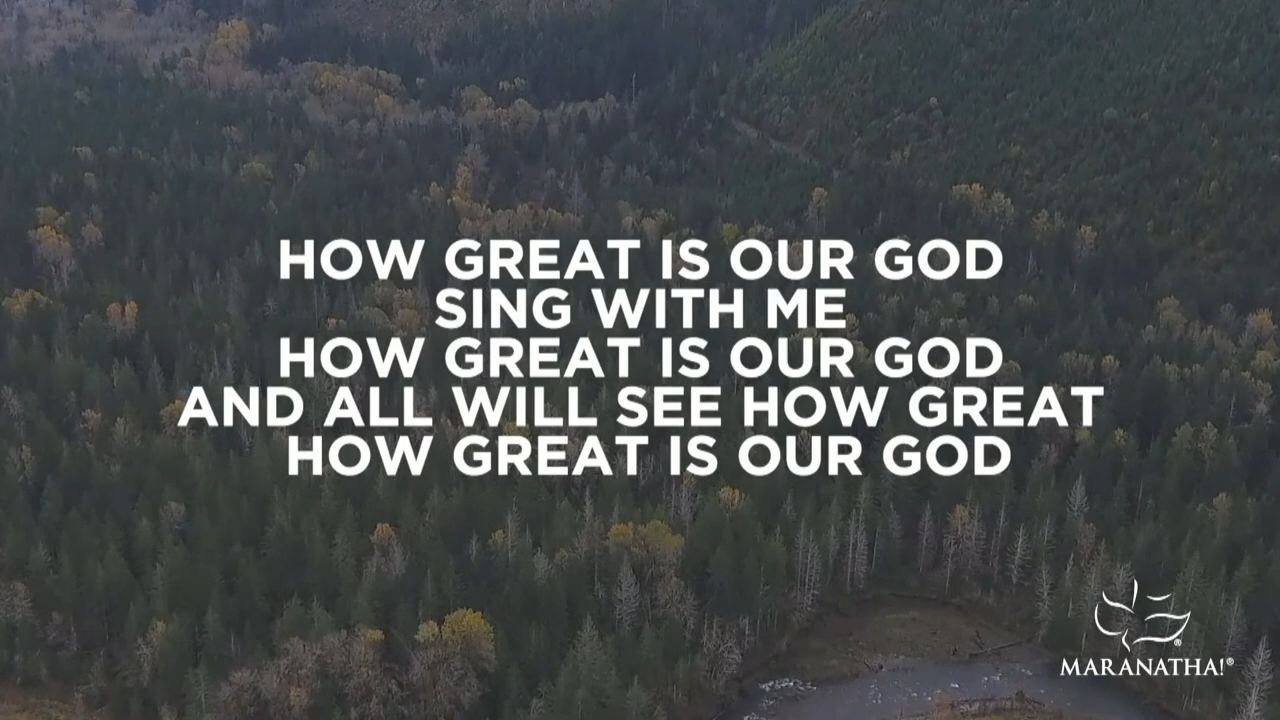 HOW GREAT IS OUR GOD
SING WITH ME
HOW GREAT IS OUR GOD
AND ALL WILL SEE HOW GREAT
HOW GREAT IS OUR GOD
MARANATHA!®